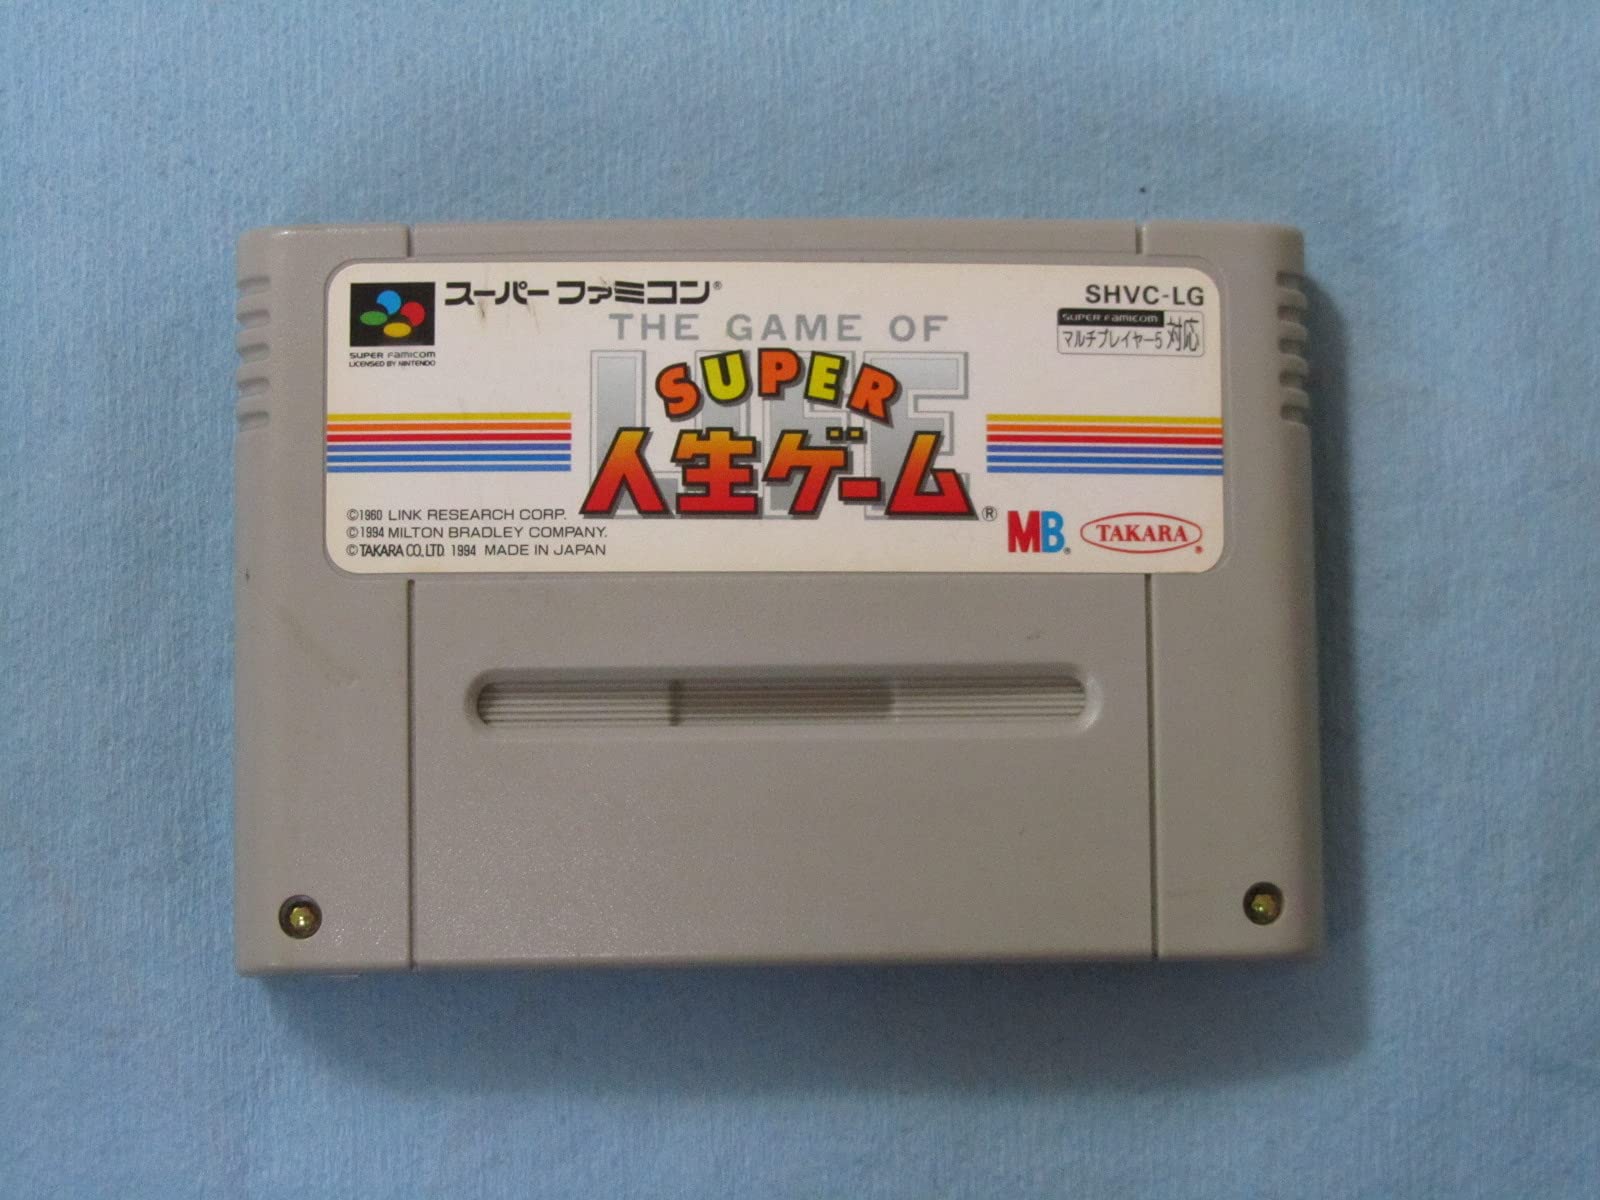 スーパーファミコン®
SUPER FAMICOM
LICENSED BY NINTENDO
SHVC-LG
SUPER FAMICOM
マルチプレイヤー5 対応
THE GAME OF
LIFE
SUPER
人生ゲーム®
©1960 LINK RESEARCH CORP.
©1994 MILTON BRADLEY COMPANY.
©TAKARA CO.,LTD. 1994 MADE IN JAPAN
MB®
TAKARA®